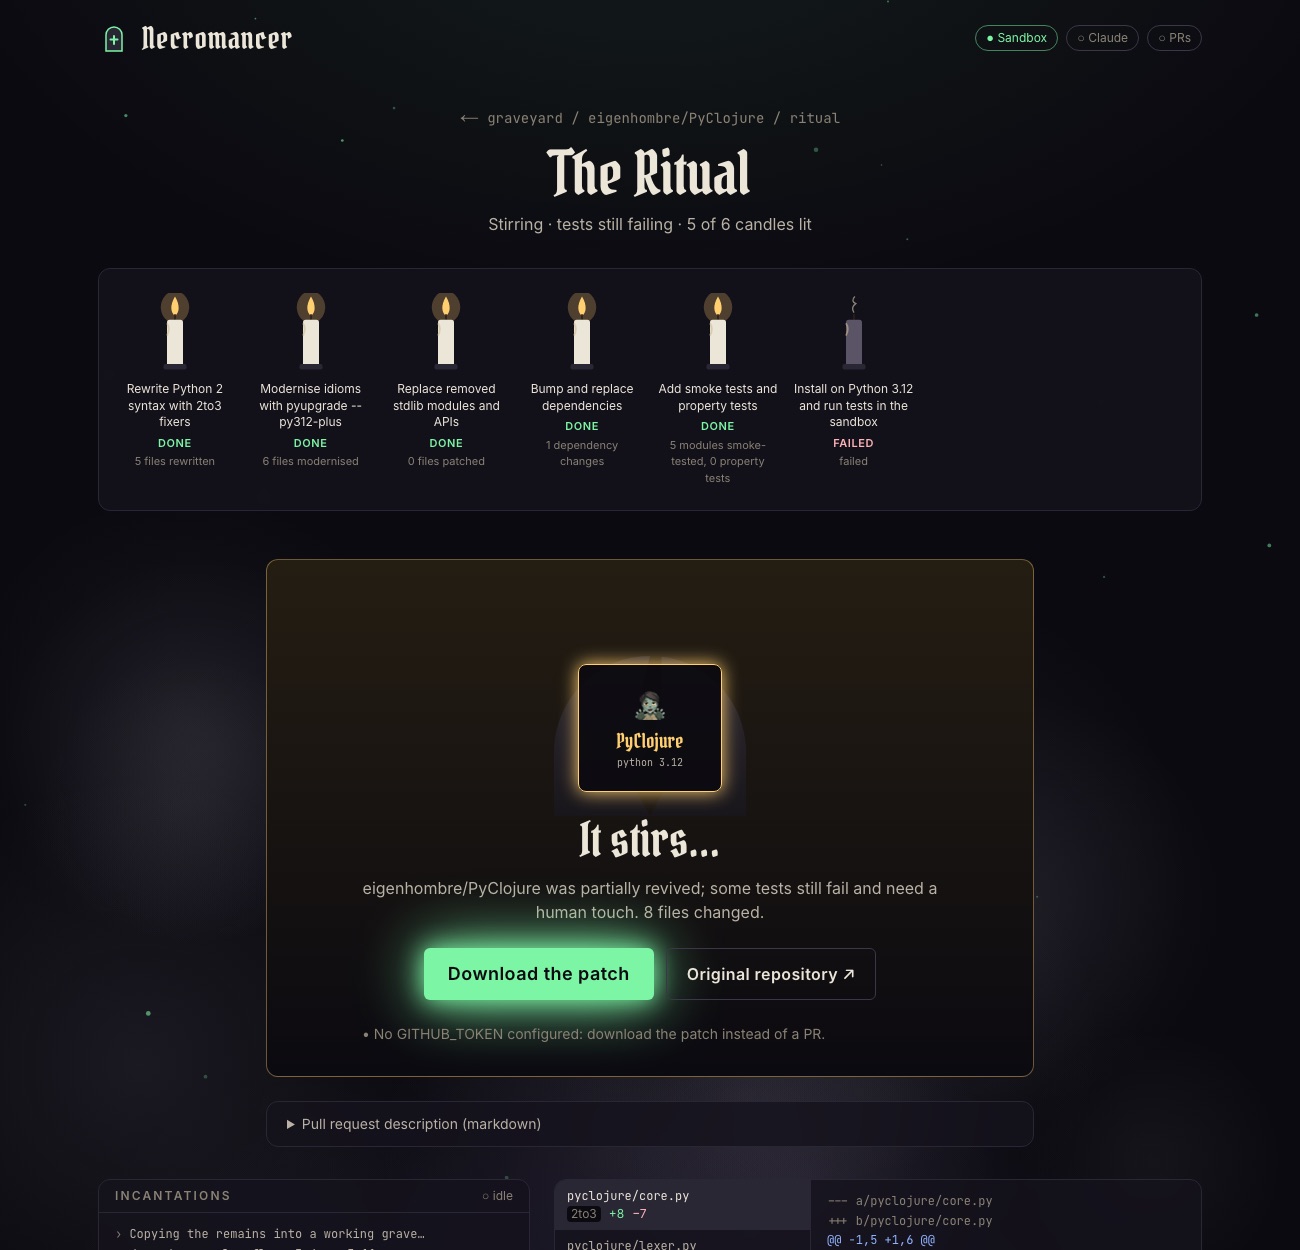 Necromancer
Sandbox
Claude
PRs
← graveyard / eigenhombre/PyClojure / ritual
The Ritual
Stirring · tests still failing · 5 of 6 candles lit
Rewrite Python 2
syntax with 2to3
fixers
DONE
5 files rewritten
Modernise idioms
with pyupgrade --
py312-plus
DONE
6 files modernised
Replace removed
stdlib modules and
APIs
DONE
0 files patched
Bump and replace
dependencies
DONE
1 dependency
changes
Add smoke tests and
property tests
DONE
5 modules smoke-
tested, 0 property
tests
Install on Python 3.12
and run tests in the
sandbox
FAILED
failed
PyClojure
python 3.12
It stirs…
eigenhombre/PyClojure was partially revived; some tests still fail and need a
human touch. 8 files changed.
Download the patch
Original repository ↗
• No GITHUB_TOKEN configured: download the patch instead of a PR.
▶ Pull request description (markdown)
INCANTATIONS
○ idle
› Copying the remains into a working grave…
pyclojure/core.py
2to3 +8 −7
pyclojure/lexer.py
--- a/pyclojure/core.py
+++ b/pyclojure/core.py
@@ -1,5 +1,6 @@